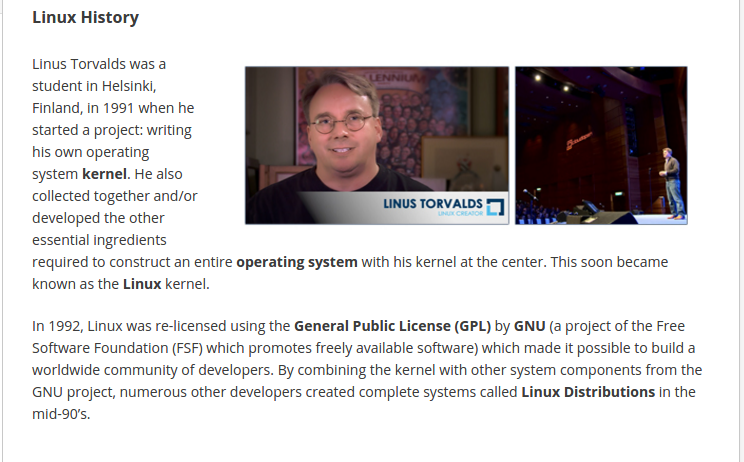 Linux History
Linus Torvalds was a
student in Helsinki,
Finland, in 1991 when he
started a project: writing
his own operating
system kernel. He also
collected together and/or
developed the other
essential ingredients
LINUS TORVALDS
LINUX CREATOR
required to construct an entire operating system with his kernel at the center. This soon became
known as the Linux kernel.
In 1992, Linux was re-licensed using the General Public License (GPL) by GNU (a project of the Free
Software Foundation (FSF) which promotes freely available software) which made it possible to build a
worldwide community of developers. By combining the kernel with other system components from the
GNU project, numerous other developers created complete systems called Linux Distributions in the
mid-90’s.